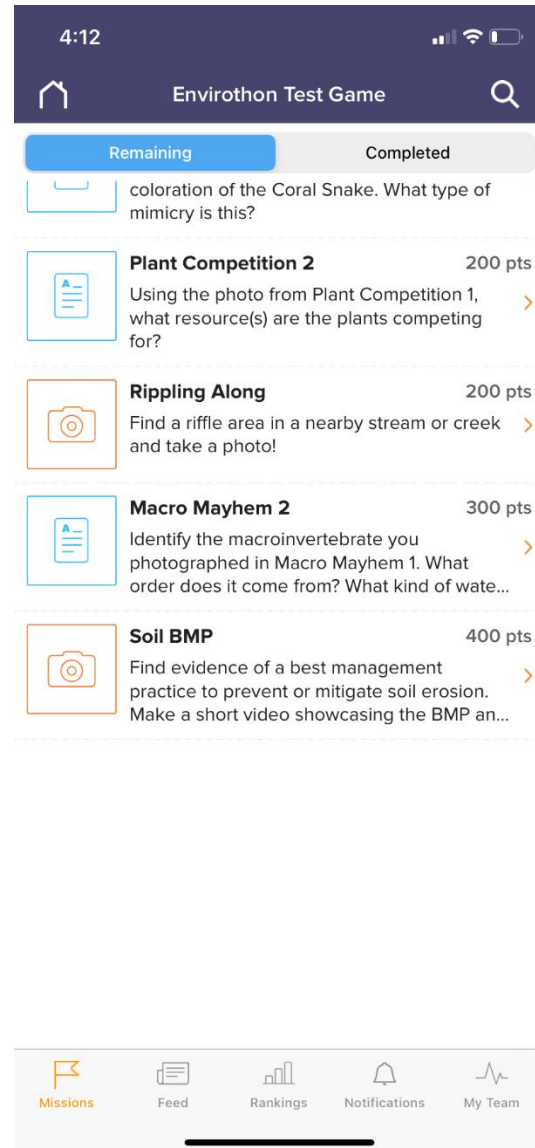 4:12
Envirothon Test Game
Remaining Completed
coloration of the Coral Snake. What type of
mimicry is this?
Plant Competition 2 200 pts
Using the photo from Plant Competition 1,
what resource(s) are the plants competing
for?
Rippling Along 200 pts
Find a riffle area in a nearby stream or creek
and take a photo!
Macro Mayhem 2 300 pts
Identify the macroinvertebrate you
photographed in Macro Mayhem 1. What
order does it come from? What kind of wate...
Soil BMP 400 pts
Find evidence of a best management
practice to prevent or mitigate soil erosion.
Make a short video showcasing the BMP an...
Missions Feed Rankings Notifications My Team